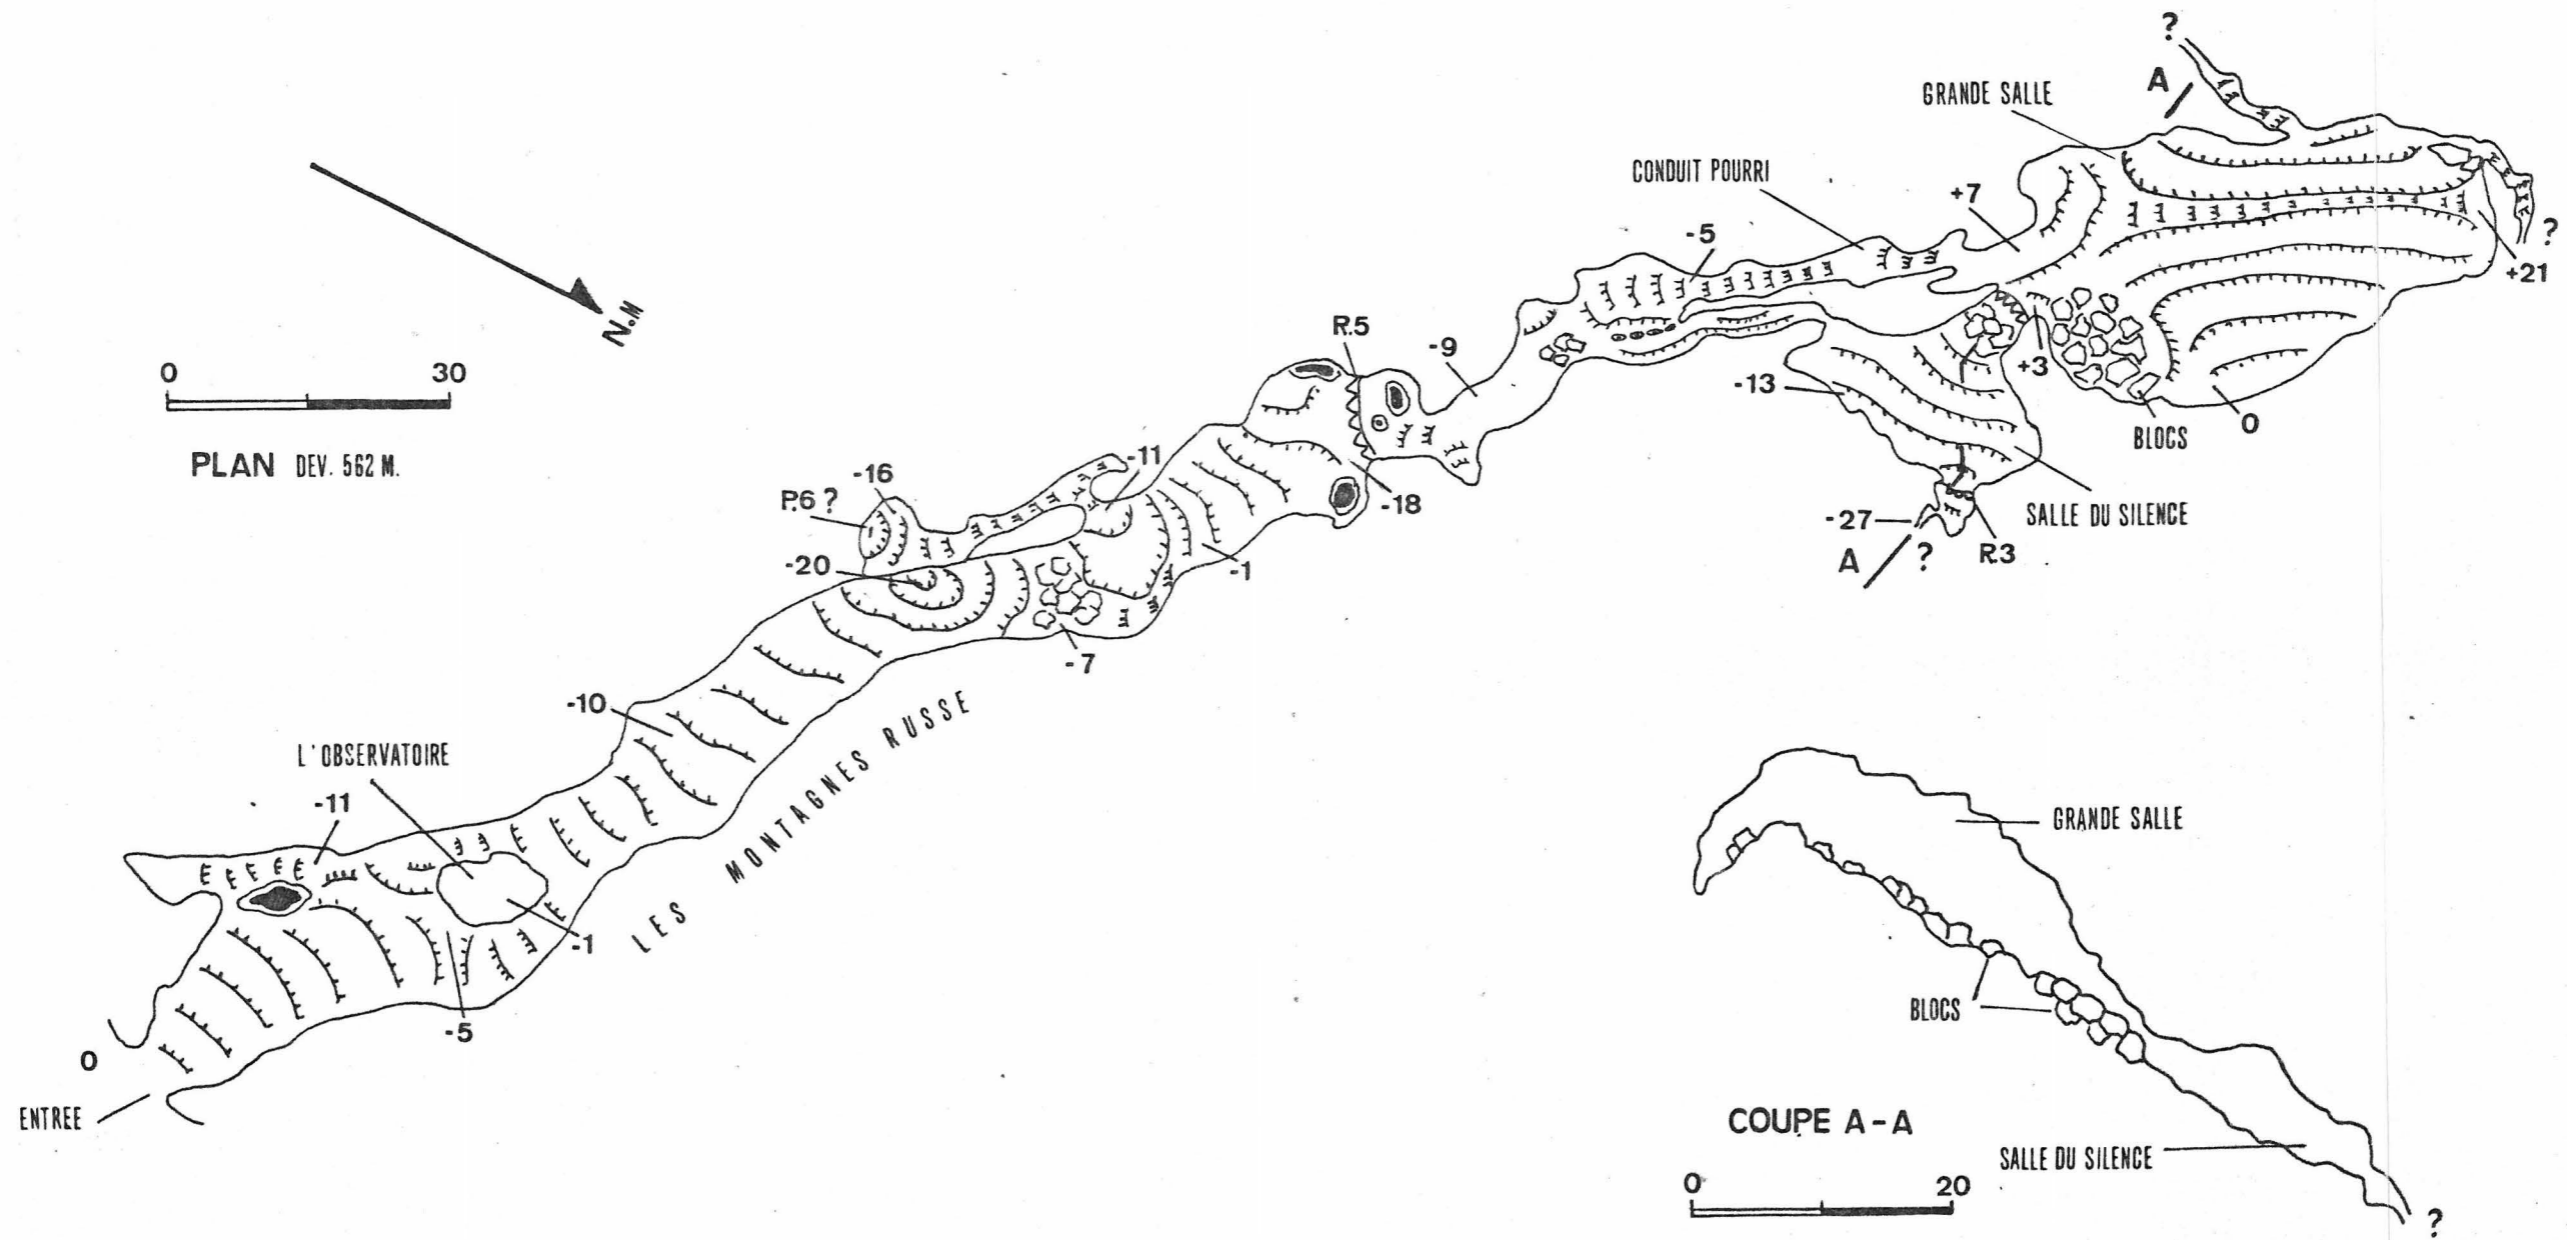 ?
A
GRANDE SALLE
CONDUIT POURRI
+7
?
-5
+21
N.M
R.5
0 30
-9
+3
-13
0
PLAN DEV. 562 M.
BLOCS
-11
-16
P.6 ?
-18
SALLE DU SILENCE
-27
R.3
A
?
-20
-1
-7
-10
LES MONTAGNES RUSSE
L'OBSERVATOIRE
-11
-1
-5
0
ENTREE
GRANDE SALLE
BLOCS
COUPE A-A
SALLE DU SILENCE
0 20
?